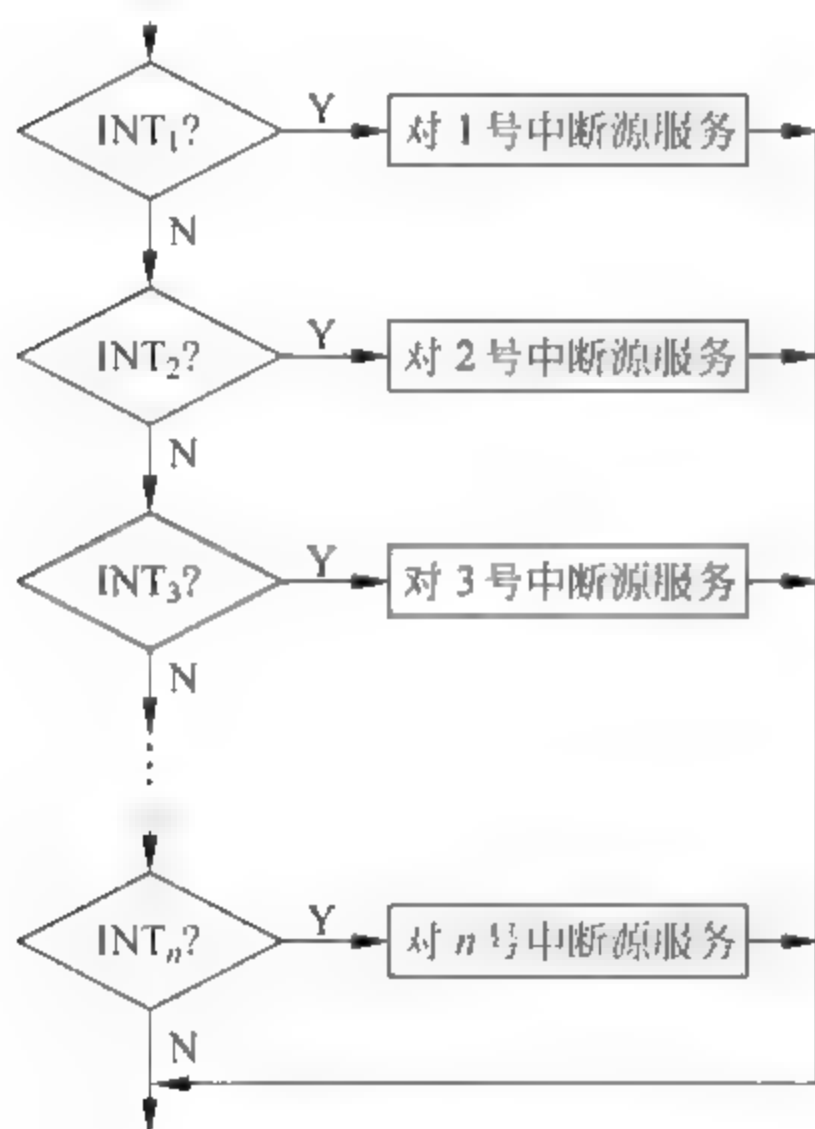 INT₁?
Y
对 1 号中断源服务
N
INT₂?
Y
对 2 号中断源服务
N
INT₃?
Y
对 3 号中断源服务
N
⋮
INTₙ?
Y
对 n 号中断源服务
N